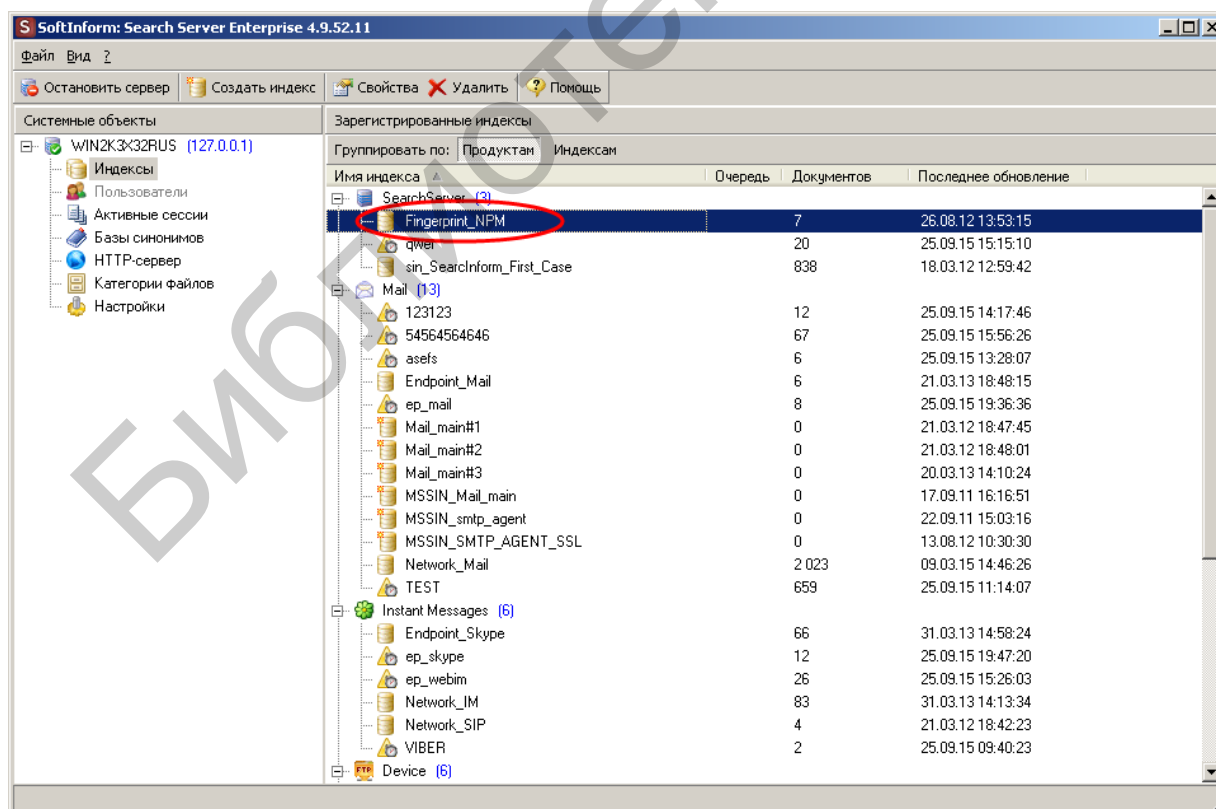 SoftInform: Search Server Enterprise 4.9.52.11
Файл Вид ?
Остановить сервер Создать индекс Свойства Удалить Помощь
Системные объекты
WIN2K3X32RUS (127.0.0.1)
Индексы
Пользователи
Активные сессии
Базы синонимов
HTTP-сервер
Категории файлов
Настройки
Зарегистрированные индексы
Группировать по: Продуктам Индексам
Имя индекса Очередь Документов Последнее обновление
SearchServer (3)
Fingerprint_NPM 7 26.08.12 13:53:15
qwer 20 25.09.15 15:15:10
sin_SearcInform_First_Case 838 18.03.12 12:59:42
Mail (13)
123123 12 25.09.15 14:17:46
54564564646 67 25.09.15 15:56:26
asefs 6 25.09.15 13:28:07
Endpoint_Mail 6 21.03.13 18:48:15
ep_mail 8 25.09.15 19:36:36
Mail_main#1 0 21.03.12 18:47:45
Mail_main#2 0 21.03.12 18:48:01
Mail_main#3 0 20.03.13 14:10:24
MSSIN_Mail_main 0 17.09.11 16:16:51
MSSIN_smtp_agent 0 22.09.11 15:03:16
MSSIN_SMTP_AGENT_SSL 0 13.08.12 10:30:30
Network_Mail 2 023 09.03.15 14:46:26
TEST 659 25.09.15 11:14:07
Instant Messages (6)
Endpoint_Skype 66 31.03.13 14:58:24
ep_skype 12 25.09.15 19:47:20
ep_webim 26 25.09.15 15:26:03
Network_IM 83 31.03.13 14:13:34
Network_SIP 4 21.03.12 18:42:23
VIBER 2 25.09.15 09:40:23
FTP Device (6)
Библиоте